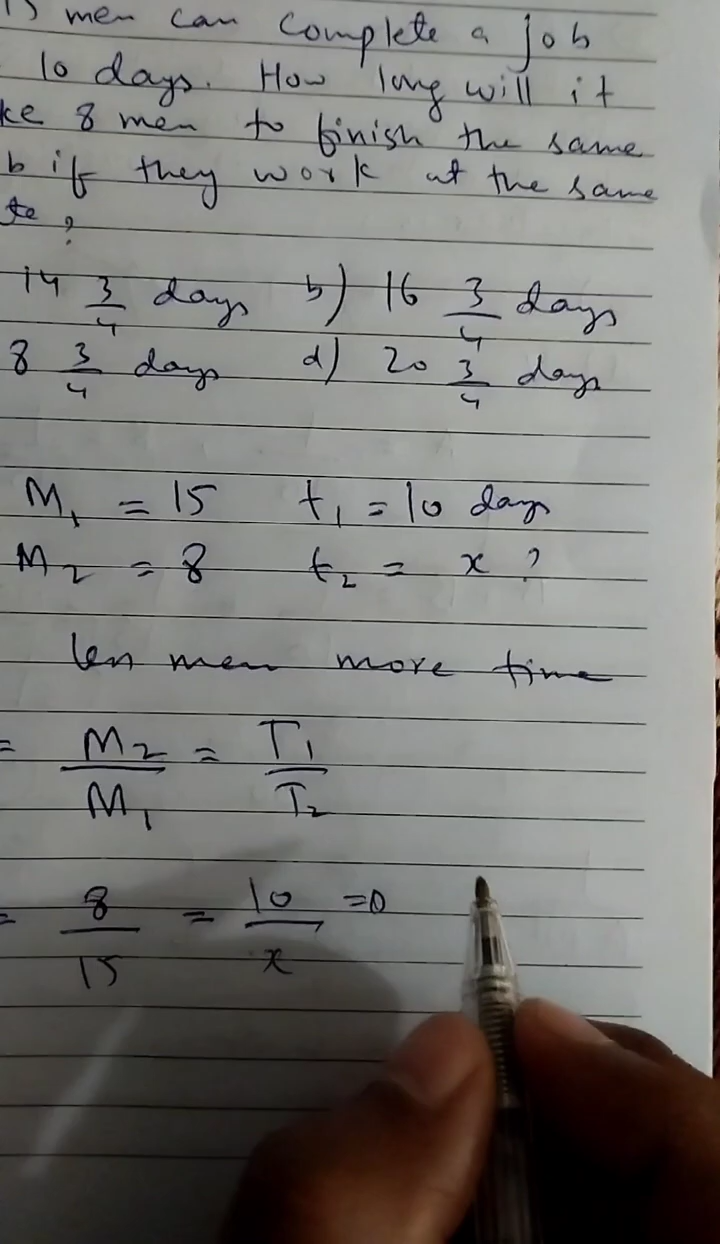 men can complete a job
10 days. How long will it
ke 8 men to finish the same
b if they work at the same
te?
14 3/4 days b) 16 3/4 days
8 3/4 days d) 20 3/4 days
M₁ = 15 t₁ = 10 days
M₂ = 8 t₂ = x ?
less men more time
= M₂/M₁ = T₁/T₂
= 8/15 = 10/x =